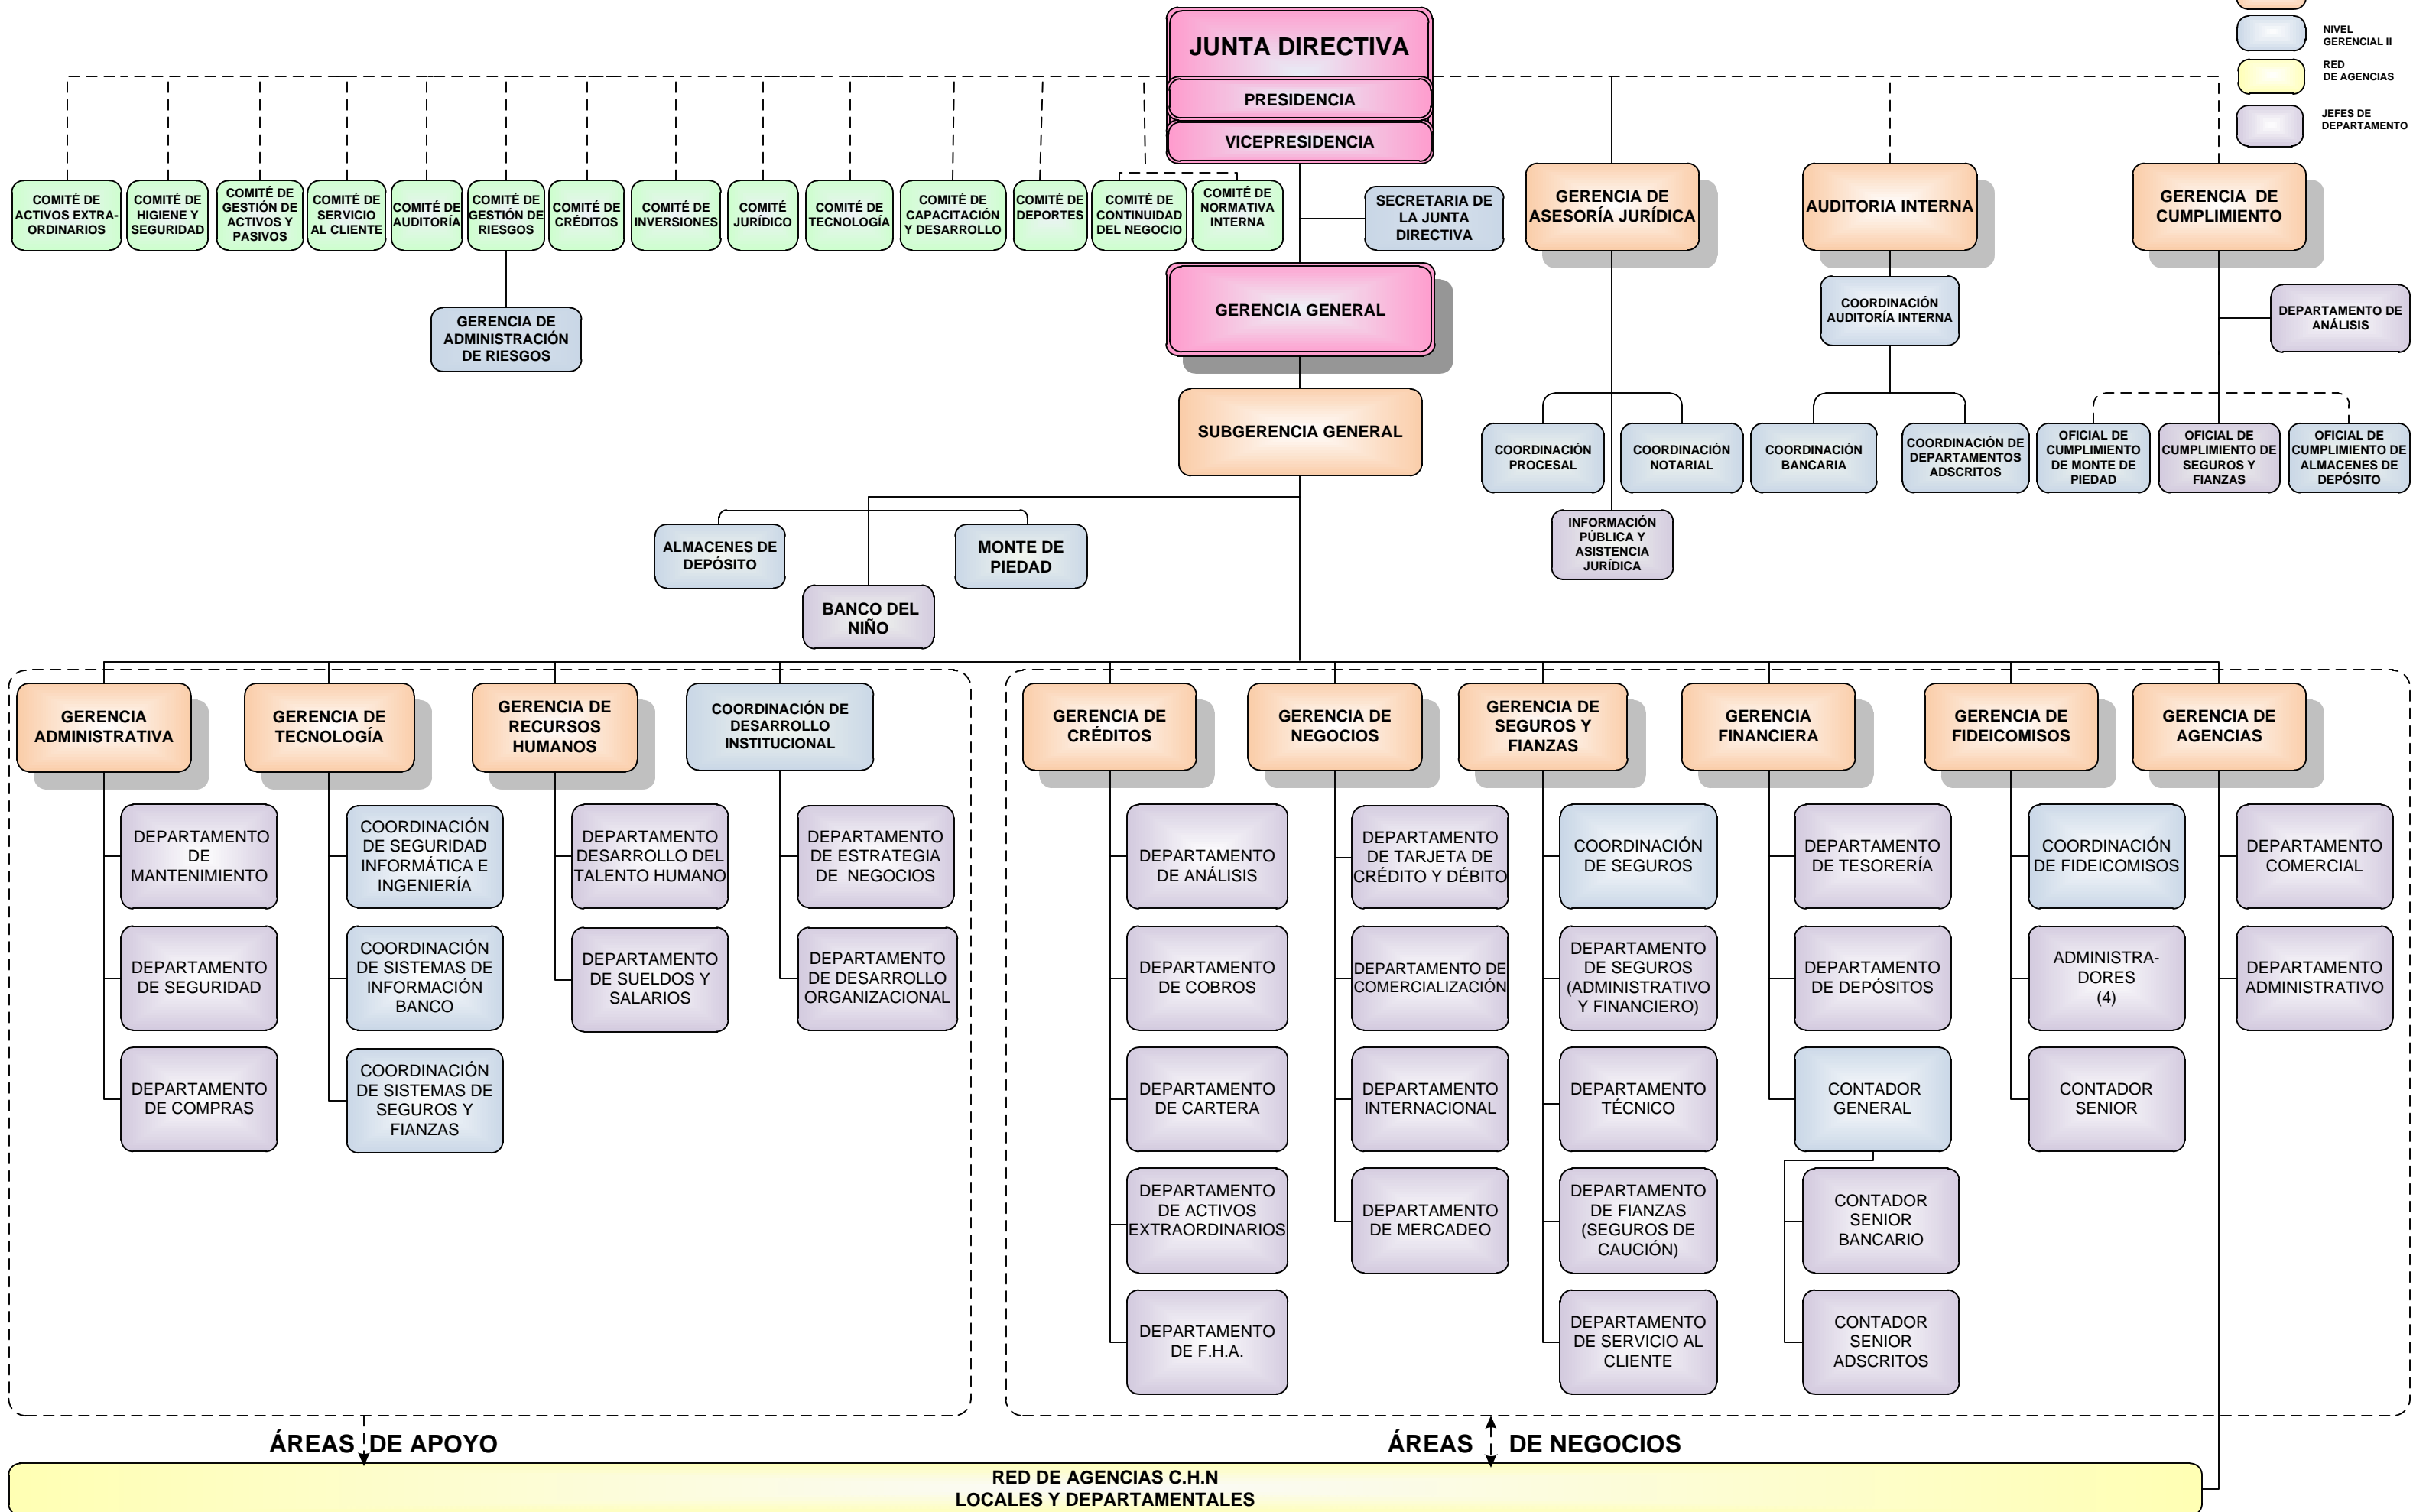 JUNTA DIRECTIVA
PRESIDENCIA
VICEPRESIDENCIA
NIVEL
GERENCIAL II
RED
DE AGENCIAS
JEFES DE
DEPARTAMENTO
COMITÉ DE
ACTIVOS EXTRA-
ORDINARIOS
COMITÉ DE
HIGIENE Y
SEGURIDAD
COMITÉ DE
GESTIÓN DE
ACTIVOS Y
PASIVOS
COMITÉ DE
SERVICIO
AL CLIENTE
COMITÉ DE
AUDITORÍA
COMITÉ DE
GESTIÓN DE
RIESGOS
COMITÉ DE
CRÉDITOS
COMITÉ DE
INVERSIONES
COMITÉ
JURÍDICO
COMITÉ DE
TECNOLOGÍA
COMITÉ DE
CAPACITACIÓN
Y DESARROLLO
COMITÉ DE
DEPORTES
COMITÉ DE
CONTINUIDAD
DEL NEGOCIO
COMITÉ DE
NORMATIVA
INTERNA
SECRETARIA DE
LA JUNTA
DIRECTIVA
GERENCIA DE
ASESORÍA JURÍDICA
AUDITORIA INTERNA
GERENCIA DE
CUMPLIMIENTO
GERENCIA DE
ADMINISTRACIÓN
DE RIESGOS
GERENCIA GENERAL
COORDINACIÓN
AUDITORÍA INTERNA
DEPARTAMENTO DE
ANÁLISIS
SUBGERENCIA GENERAL
COORDINACIÓN
PROCESAL
COORDINACIÓN
NOTARIAL
COORDINACIÓN
BANCARIA
COORDINACIÓN DE
DEPARTAMENTOS
ADSCRITOS
OFICIAL DE
CUMPLIMIENTO
DE MONTE DE
PIEDAD
OFICIAL DE
CUMPLIMIENTO DE
SEGUROS Y
FIANZAS
OFICIAL DE
CUMPLIMIENTO DE
ALMACENES DE
DEPÓSITO
INFORMACIÓN
PÚBLICA Y
ASISTENCIA
JURÍDICA
ALMACENES DE
DEPÓSITO
MONTE DE
PIEDAD
BANCO DEL
NIÑO
GERENCIA
ADMINISTRATIVA
GERENCIA DE
TECNOLOGÍA
GERENCIA DE
RECURSOS
HUMANOS
COORDINACIÓN DE
DESARROLLO
INSTITUCIONAL
GERENCIA DE
CRÉDITOS
GERENCIA DE
NEGOCIOS
GERENCIA DE
SEGUROS Y
FIANZAS
GERENCIA
FINANCIERA
GERENCIA DE
FIDEICOMISOS
GERENCIA DE
AGENCIAS
DEPARTAMENTO
DE
MANTENIMIENTO
COORDINACIÓN
DE SEGURIDAD
INFORMÁTICA E
INGENIERÍA
DEPARTAMENTO
DESARROLLO DEL
TALENTO HUMANO
DEPARTAMENTO
DE ESTRATEGIA
DE NEGOCIOS
DEPARTAMENTO
DE ANÁLISIS
DEPARTAMENTO
DE TARJETA DE
CRÉDITO Y DÉBITO
COORDINACIÓN
DE SEGUROS
DEPARTAMENTO
DE TESORERÍA
COORDINACIÓN
DE FIDEICOMISOS
DEPARTAMENTO
COMERCIAL
DEPARTAMENTO
DE SEGURIDAD
COORDINACIÓN
DE SISTEMAS DE
INFORMACIÓN
BANCO
DEPARTAMENTO
DE SUELDOS Y
SALARIOS
DEPARTAMENTO
DE DESARROLLO
ORGANIZACIONAL
DEPARTAMENTO
DE COBROS
DEPARTAMENTO DE
COMERCIALIZACIÓN
DEPARTAMENTO
DE SEGUROS
(ADMINISTRATIVO
Y FINANCIERO)
DEPARTAMENTO
DE DEPÓSITOS
ADMINISTRA-
DORES
(4)
DEPARTAMENTO
ADMINISTRATIVO
DEPARTAMENTO
DE COMPRAS
COORDINACIÓN
DE SISTEMAS DE
SEGUROS Y
FIANZAS
DEPARTAMENTO
DE CARTERA
DEPARTAMENTO
INTERNACIONAL
DEPARTAMENTO
TÉCNICO
CONTADOR
GENERAL
CONTADOR
SENIOR
DEPARTAMENTO
DE ACTIVOS
EXTRAORDINARIOS
DEPARTAMENTO
DE MERCADEO
DEPARTAMENTO
DE FIANZAS
(SEGUROS DE
CAUCIÓN)
CONTADOR
SENIOR
BANCARIO
DEPARTAMENTO
DE F.H.A.
DEPARTAMENTO
DE SERVICIO AL
CLIENTE
CONTADOR
SENIOR
ADSCRITOS
ÁREAS DE APOYO
ÁREAS DE NEGOCIOS
RED DE AGENCIAS C.H.N
LOCALES Y DEPARTAMENTALES